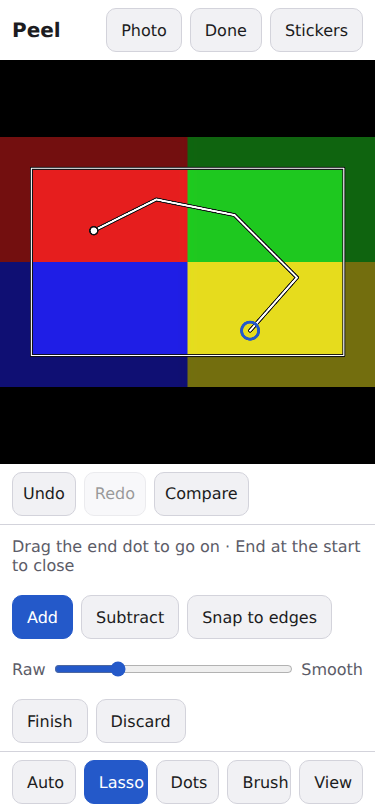 Peel Photo Done Stickers
Undo Redo Compare
Drag the end dot to go on · End at the start
to close
Add Subtract Snap to edges
Raw Smooth
Finish Discard
Auto Lasso Dots Brush View